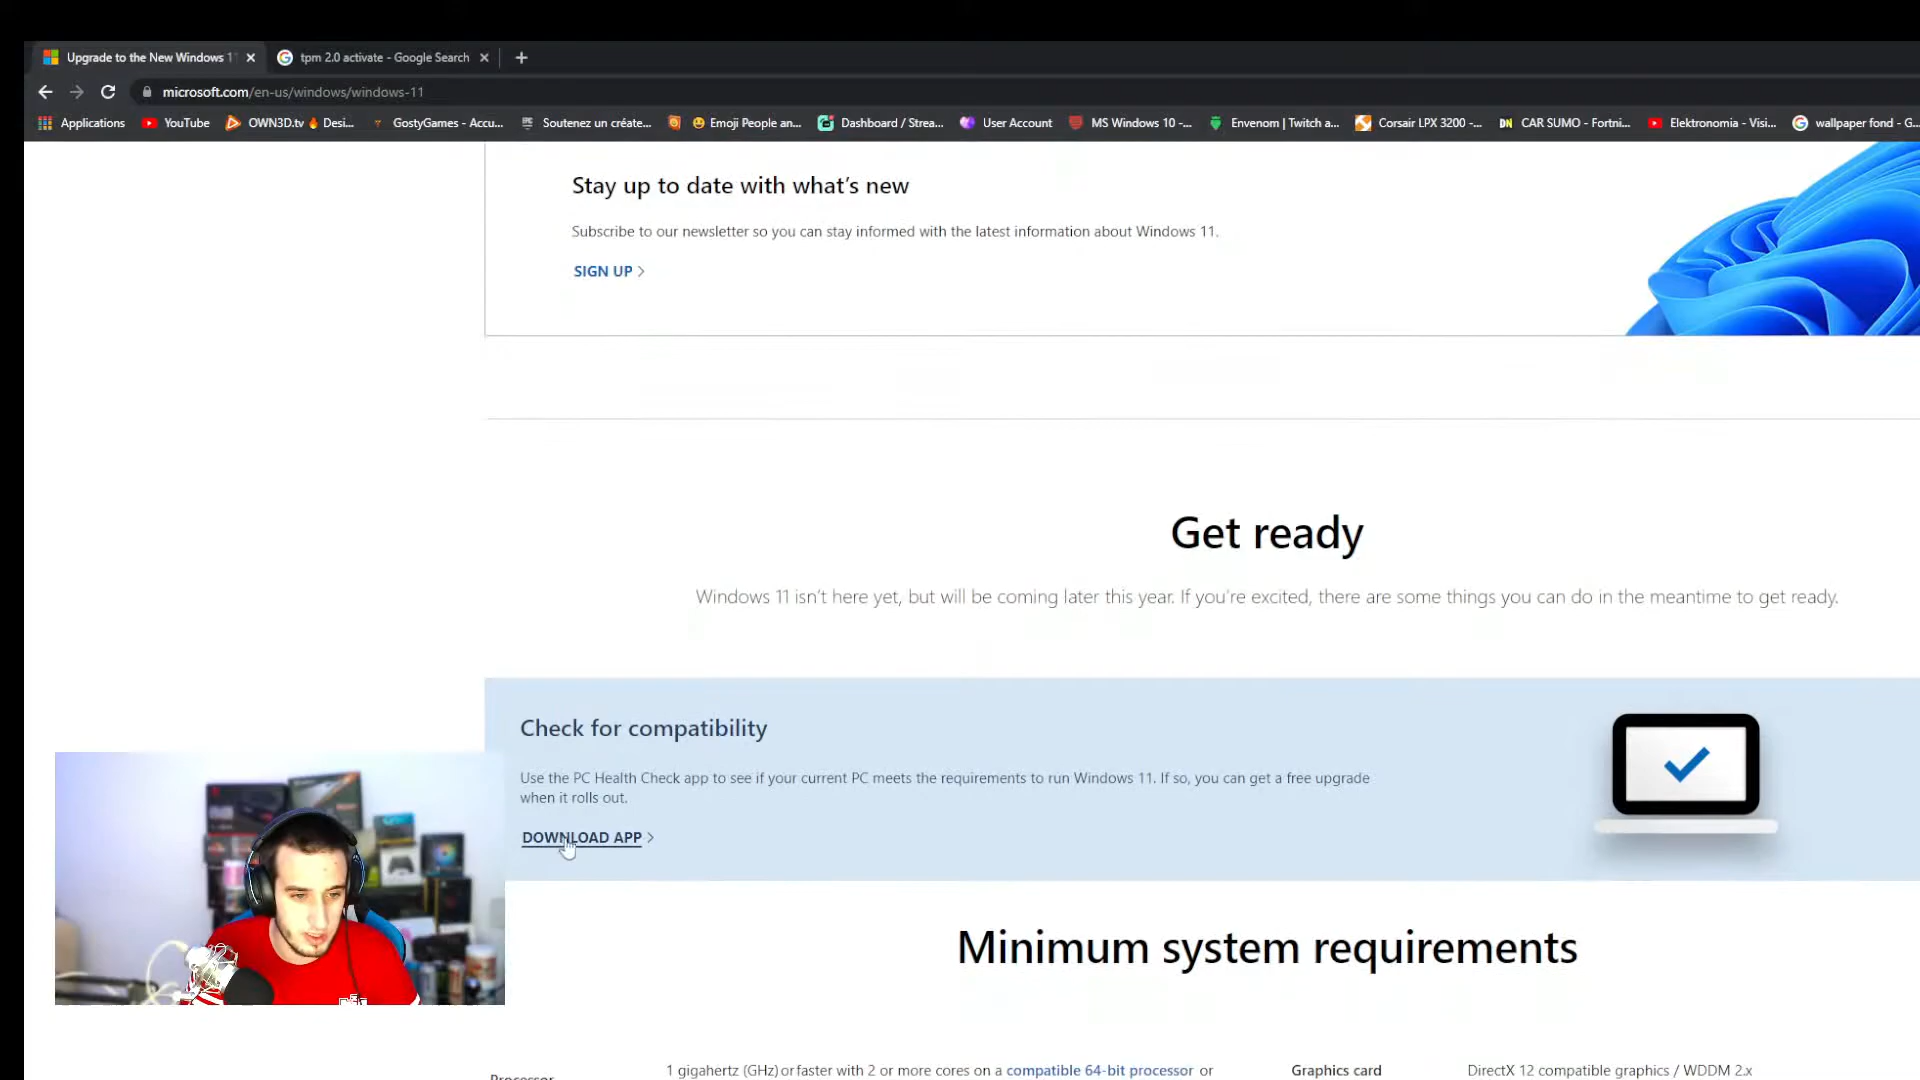 Upgrade to the New Windows 11
tpm 2.0 activate - Google Search
microsoft.com/en-us/windows/windows-11
Applications
YouTube
OWN3D.tv 🔥 Desi...
GostyGames - Accu...
Soutenez un créate...
😀 Emoji People an...
Dashboard / Strea...
User Account
MS Windows 10 -...
Envenom | Twitch a...
Corsair LPX 3200 -...
DN CAR SUMO - Fortni...
Elektronomia - Visi...
wallpaper fond - G...
Stay up to date with what's new
Subscribe to our newsletter so you can stay informed with the latest information about Windows 11.
SIGN UP >
Get ready
Windows 11 isn't here yet, but will be coming later this year. If you're excited, there are some things you can do in the meantime to get ready.
Check for compatibility
Use the PC Health Check app to see if your current PC meets the requirements to run Windows 11. If so, you can get a free upgrade
when it rolls out.
DOWNLOAD APP >
Minimum system requirements
Processor
1 gigahertz (GHz) or faster with 2 or more cores on a compatible 64-bit processor or
Graphics card
DirectX 12 compatible graphics / WDDM 2.x